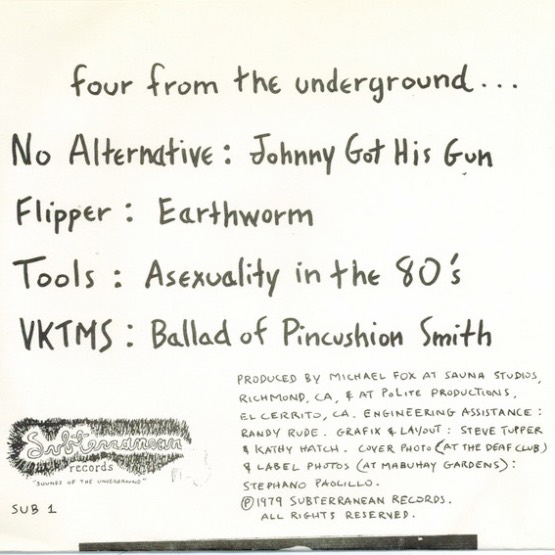 four from the underground...
No Alternative: Johnny Got His Gun
Flipper: Earthworm
Tools: Asexuality in the 80's
VKTMS: Ballad of Pincushion Smith
PRODUCED BY MICHAEL FOX AT SAUNA STUDIOS,
RICHMOND, CA, & AT POLITE PRODUCTIONS,
EL CERRITO, CA. ENGINEERING ASSISTANCE:
RANDY RUDE. GRAFIX & LAYOUT: STEVE TUPPER
& KATHY HATCH. COVER PHOTO (AT THE DEAF CLUB)
& LABEL PHOTOS (AT MABUHAY GARDENS):
STEPHANO PAOLILLO.
Ⓟ1979 SUBTERRANEAN RECORDS.
ALL RIGHTS RESERVED.
Subterranean
records
"SOUNDS OF THE UNDERGROUND"
SUB 1